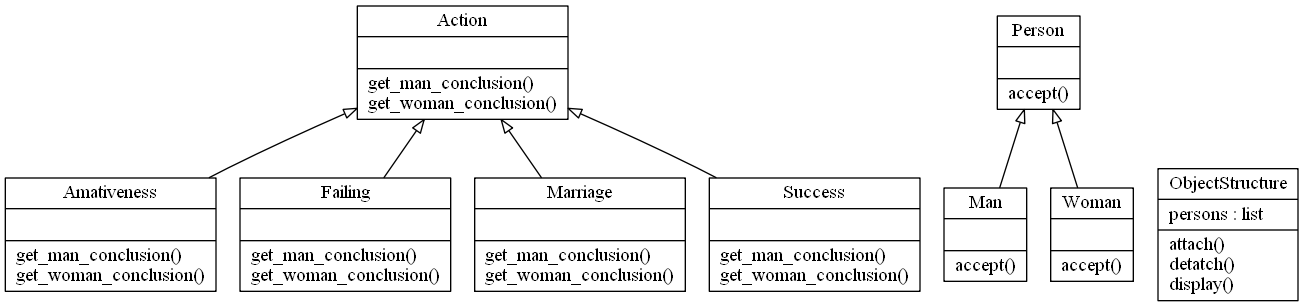 Action
get_man_conclusion()
get_woman_conclusion()
Person
accept()
Amativeness
get_man_conclusion()
get_woman_conclusion()
Failing
get_man_conclusion()
get_woman_conclusion()
Marriage
get_man_conclusion()
get_woman_conclusion()
Success
get_man_conclusion()
get_woman_conclusion()
Man
accept()
Woman
accept()
ObjectStructure
persons : list
attach()
detatch()
display()